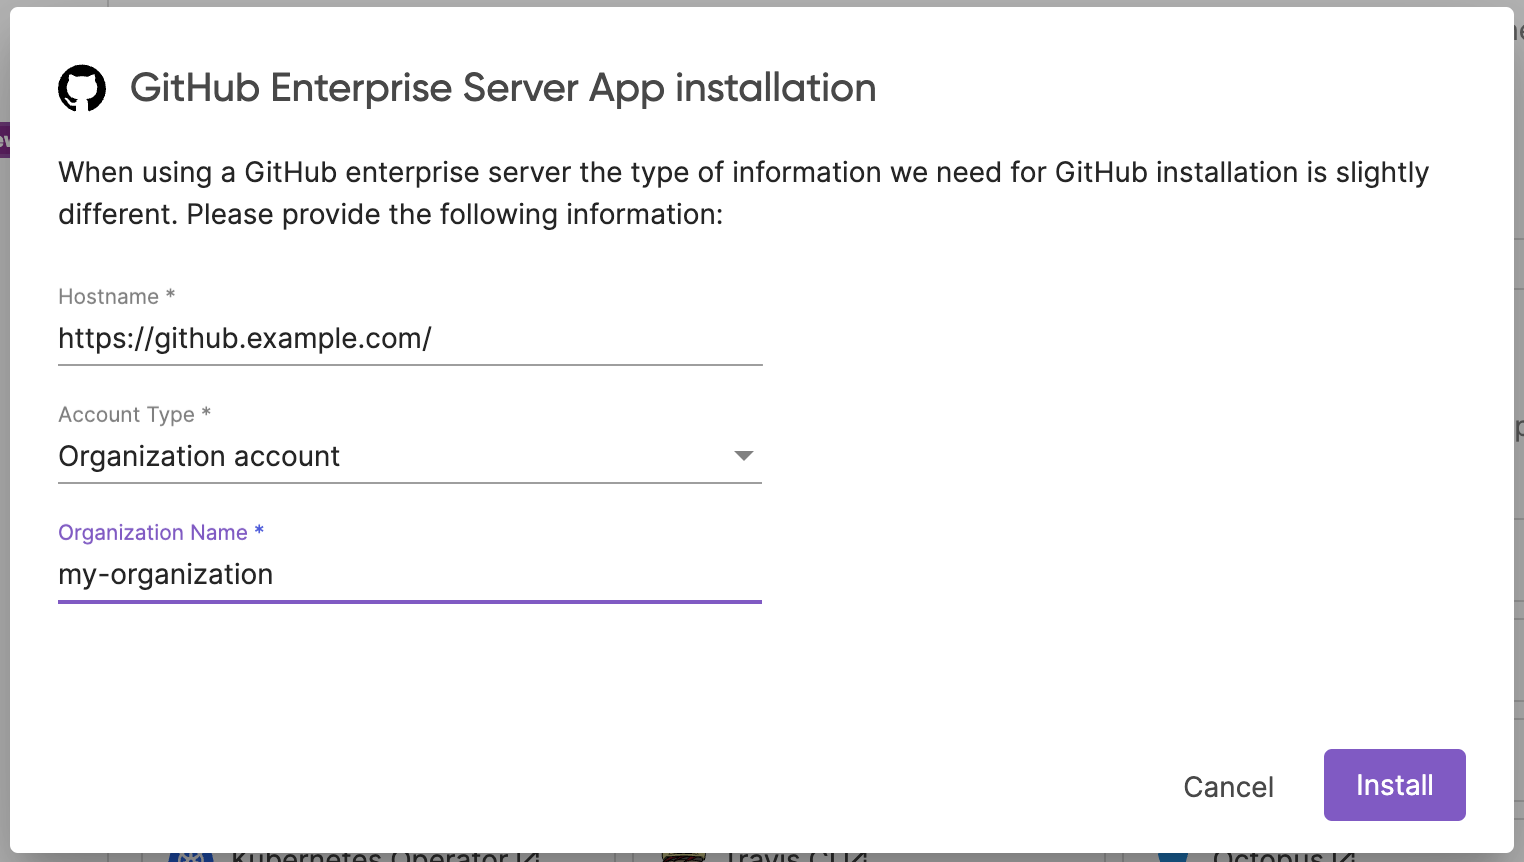 GitHub Enterprise Server App installation
When using a GitHub enterprise server the type of information we need for GitHub installation is slightly
different. Please provide the following information:
Hostname *
https://github.example.com/
Account Type *
Organization account
Organization Name *
my-organization
Cancel
Install
Kubernetes Operator
Travis CI
Octopus